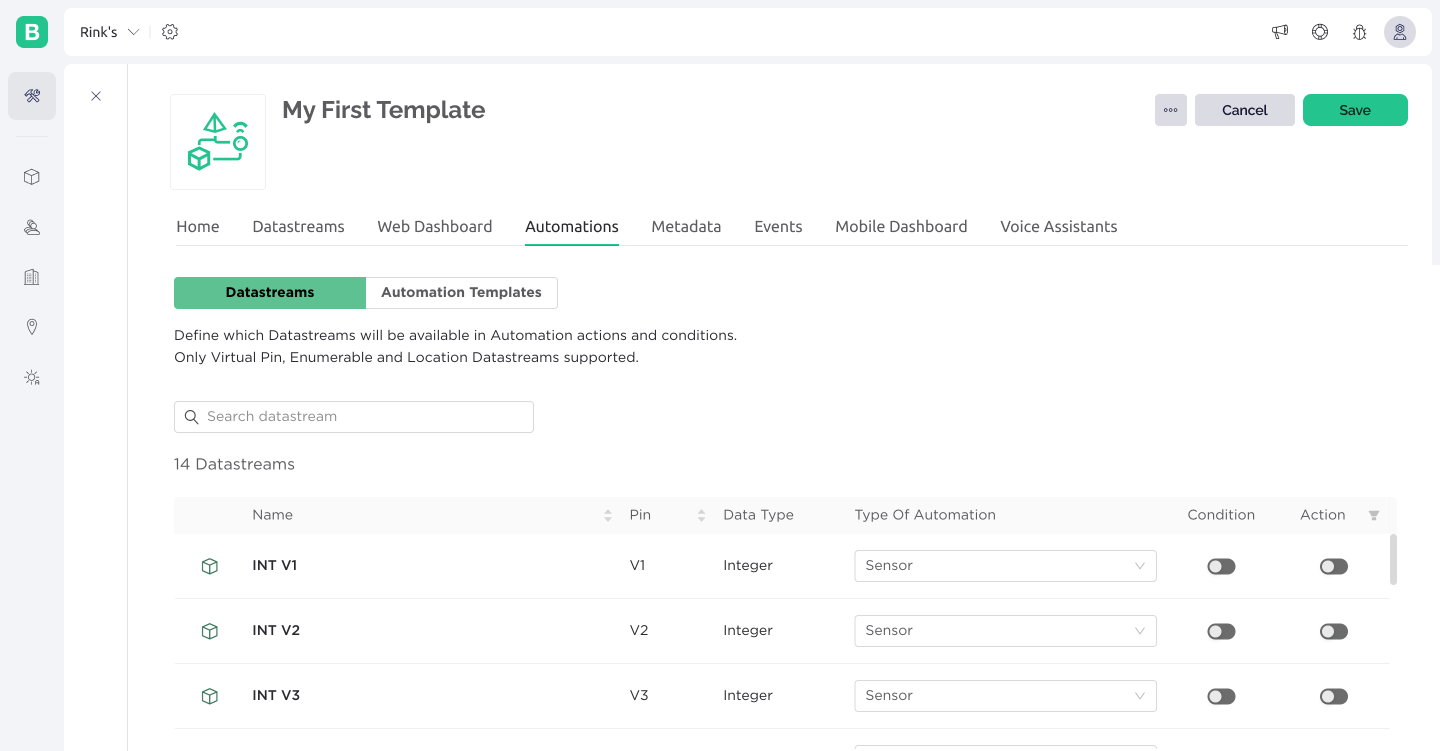 B
Rink's
My First Template
Cancel
Save
Home Datastreams Web Dashboard Automations Metadata Events Mobile Dashboard Voice Assistants
Datastreams Automation Templates
Define which Datastreams will be available in Automation actions and conditions.
Only Virtual Pin, Enumerable and Location Datastreams supported.
Search datastream
14 Datastreams
Name Pin Data Type Type Of Automation Condition Action
INT V1 V1 Integer Sensor
INT V2 V2 Integer Sensor
INT V3 V3 Integer Sensor